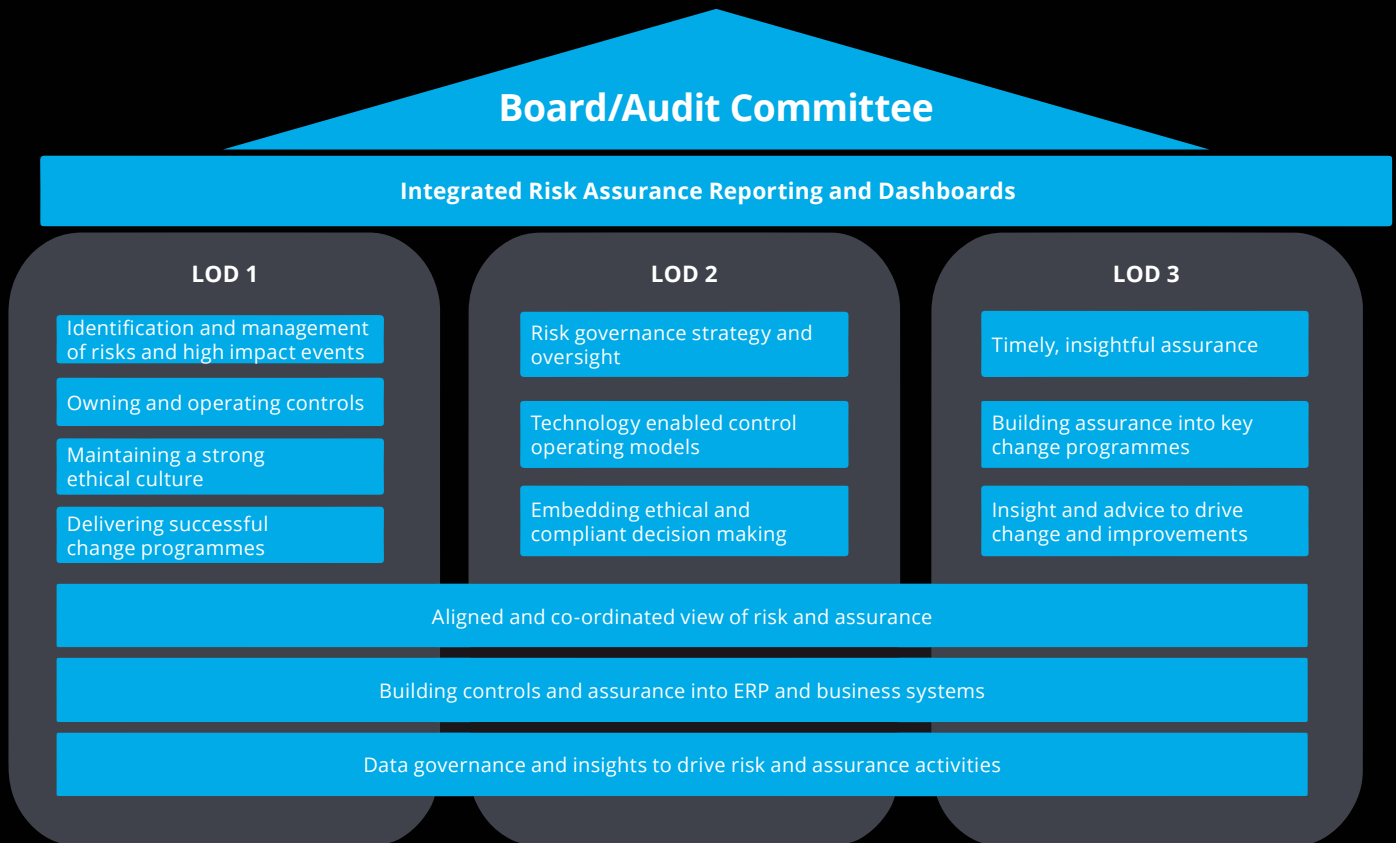 Board/Audit Committee
Integrated Risk Assurance Reporting and Dashboards
LOD 1
Identification and management
of risks and high impact events
Owning and operating controls
Maintaining a strong
ethical culture
Delivering successful
change programmes
LOD 2
Risk governance strategy and
oversight
Technology enabled control
operating models
Embedding ethical and
compliant decision making
LOD 3
Timely, insightful assurance
Building assurance into key
change programmes
Insight and advice to drive
change and improvements
Aligned and co-ordinated view of risk and assurance
Building controls and assurance into ERP and business systems
Data governance and insights to drive risk and assurance activities